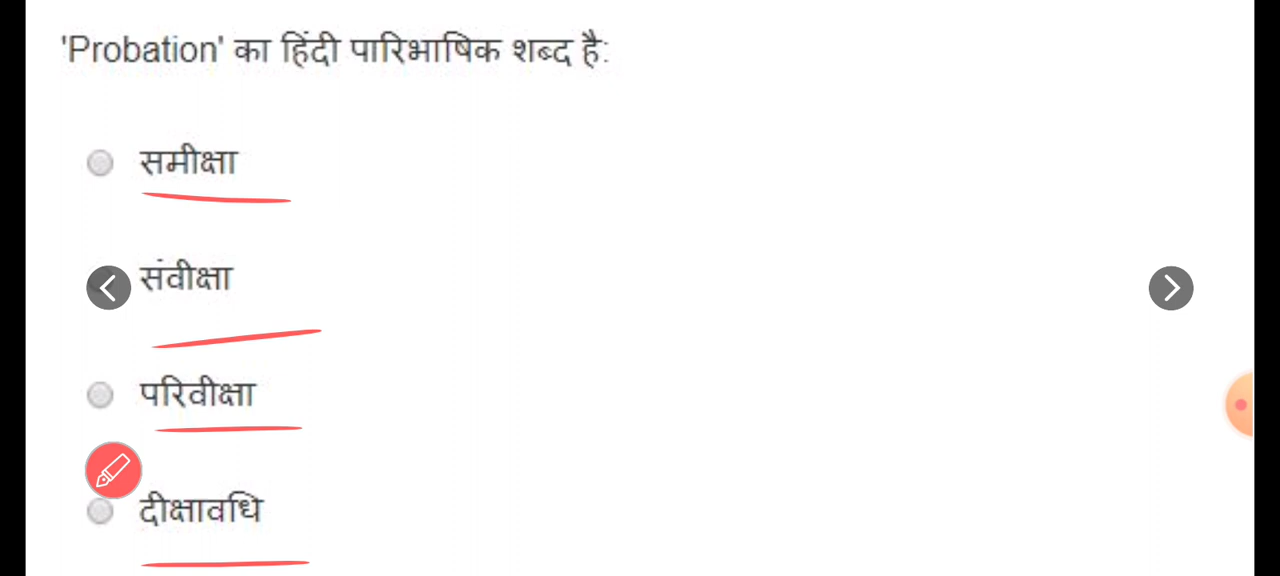 'Probation' का हिंदी पारिभाषिक शब्द है:
समीक्षा
संवीक्षा
परिवीक्षा
दीक्षावधि